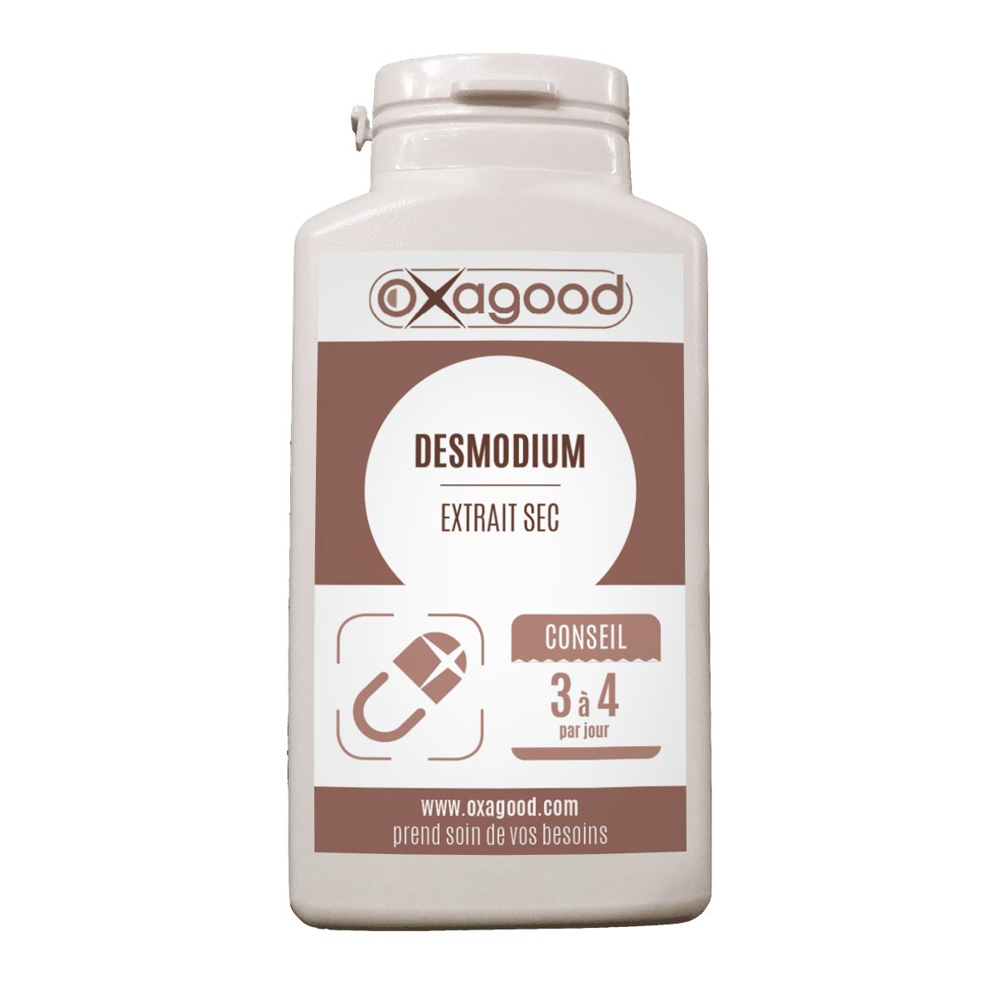 oxagood
DESMODIUM
EXTRAIT SEC
CONSEIL
3 à 4
par jour
www.oxagood.com
prend soin de vos besoins